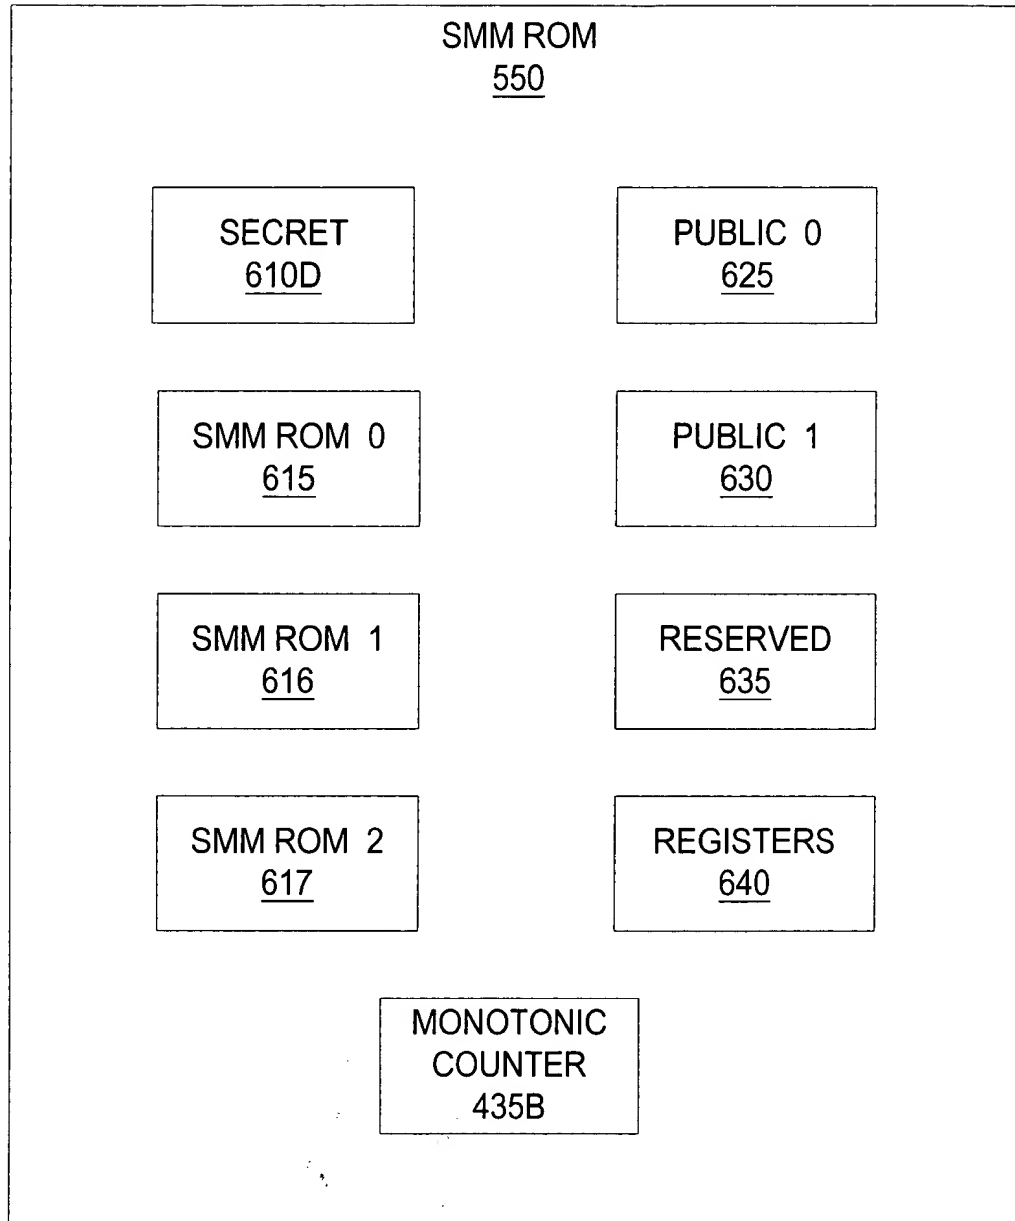 SMM ROM
550
SECRET
610D
PUBLIC 0
625
SMM ROM 0
615
PUBLIC 1
630
SMM ROM 1
616
RESERVED
635
SMM ROM 2
617
REGISTERS
640
MONOTONIC
COUNTER
435B